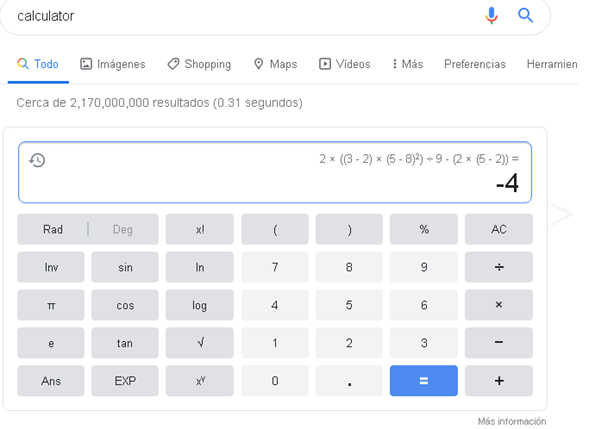 calculator
Todo Imágenes Shopping Maps Vídeos Más Preferencias Herramien
Cerca de 2,170,000,000 resultados (0.31 segundos)
2 × ((3 - 2) × (5 - 8)²) ÷ 9 - (2 × (5 - 2)) =
-4
Rad | Deg x! ( ) % AC
Inv sin ln 7 8 9 ÷
π cos log 4 5 6 ×
e tan √ 1 2 3 −
Ans EXP xʸ 0 . = +
Más información